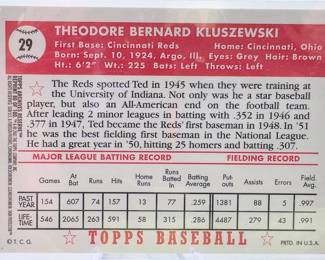 29
THEODORE BERNARD KLUSZEWSKI
First Base: Cincinnati Reds Home: Cincinnati, Ohio
Born: Sept. 10, 1924, Argo, Ill. Eyes: Grey Hair: Brown
Ht.: 6'2" Wt.: 225 Bats: Left Throws: Left
The Reds spotted Ted in 1945 when they were training at
the University of Indiana. Not only was he a star baseball
player, but also an All-American end on the football team.
After leading 2 minor leagues in batting with .352 in 1946 and
.377 in 1947, Ted became the Reds' first baseman in 1948. In '51
he was the best fielding first baseman in the National League.
He had a great year in '50, hitting 25 homers and batting .307.
MAJOR LEAGUE BATTING RECORD FIELDING RECORD
Games At Bat Runs Hits Home Runs Runs Batted In Batting Average Put-outs Assists Errors Field. Avg.
PAST YEAR 154 607 74 157 13 77 .259 1381 88 5 .997
LIFE-TIME 546 2065 263 591 58 315 .286 4487 279 43 .991
© T. C. G. TOPPS BASEBALL PRTD. IN U.S.A.